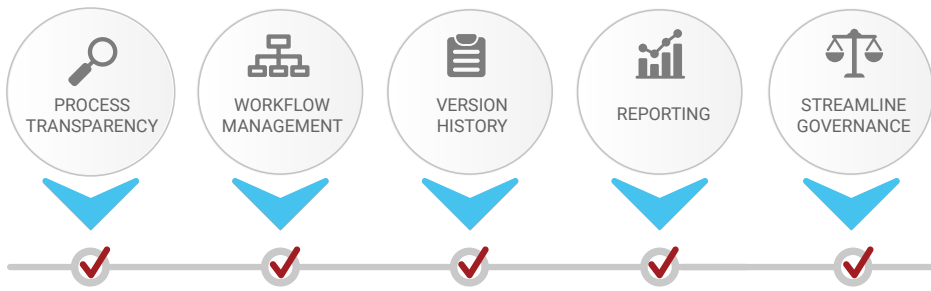 PROCESS
TRANSPARENCY
WORKFLOW
MANAGEMENT
VERSION
HISTORY
REPORTING
STREAMLINE
GOVERNANCE